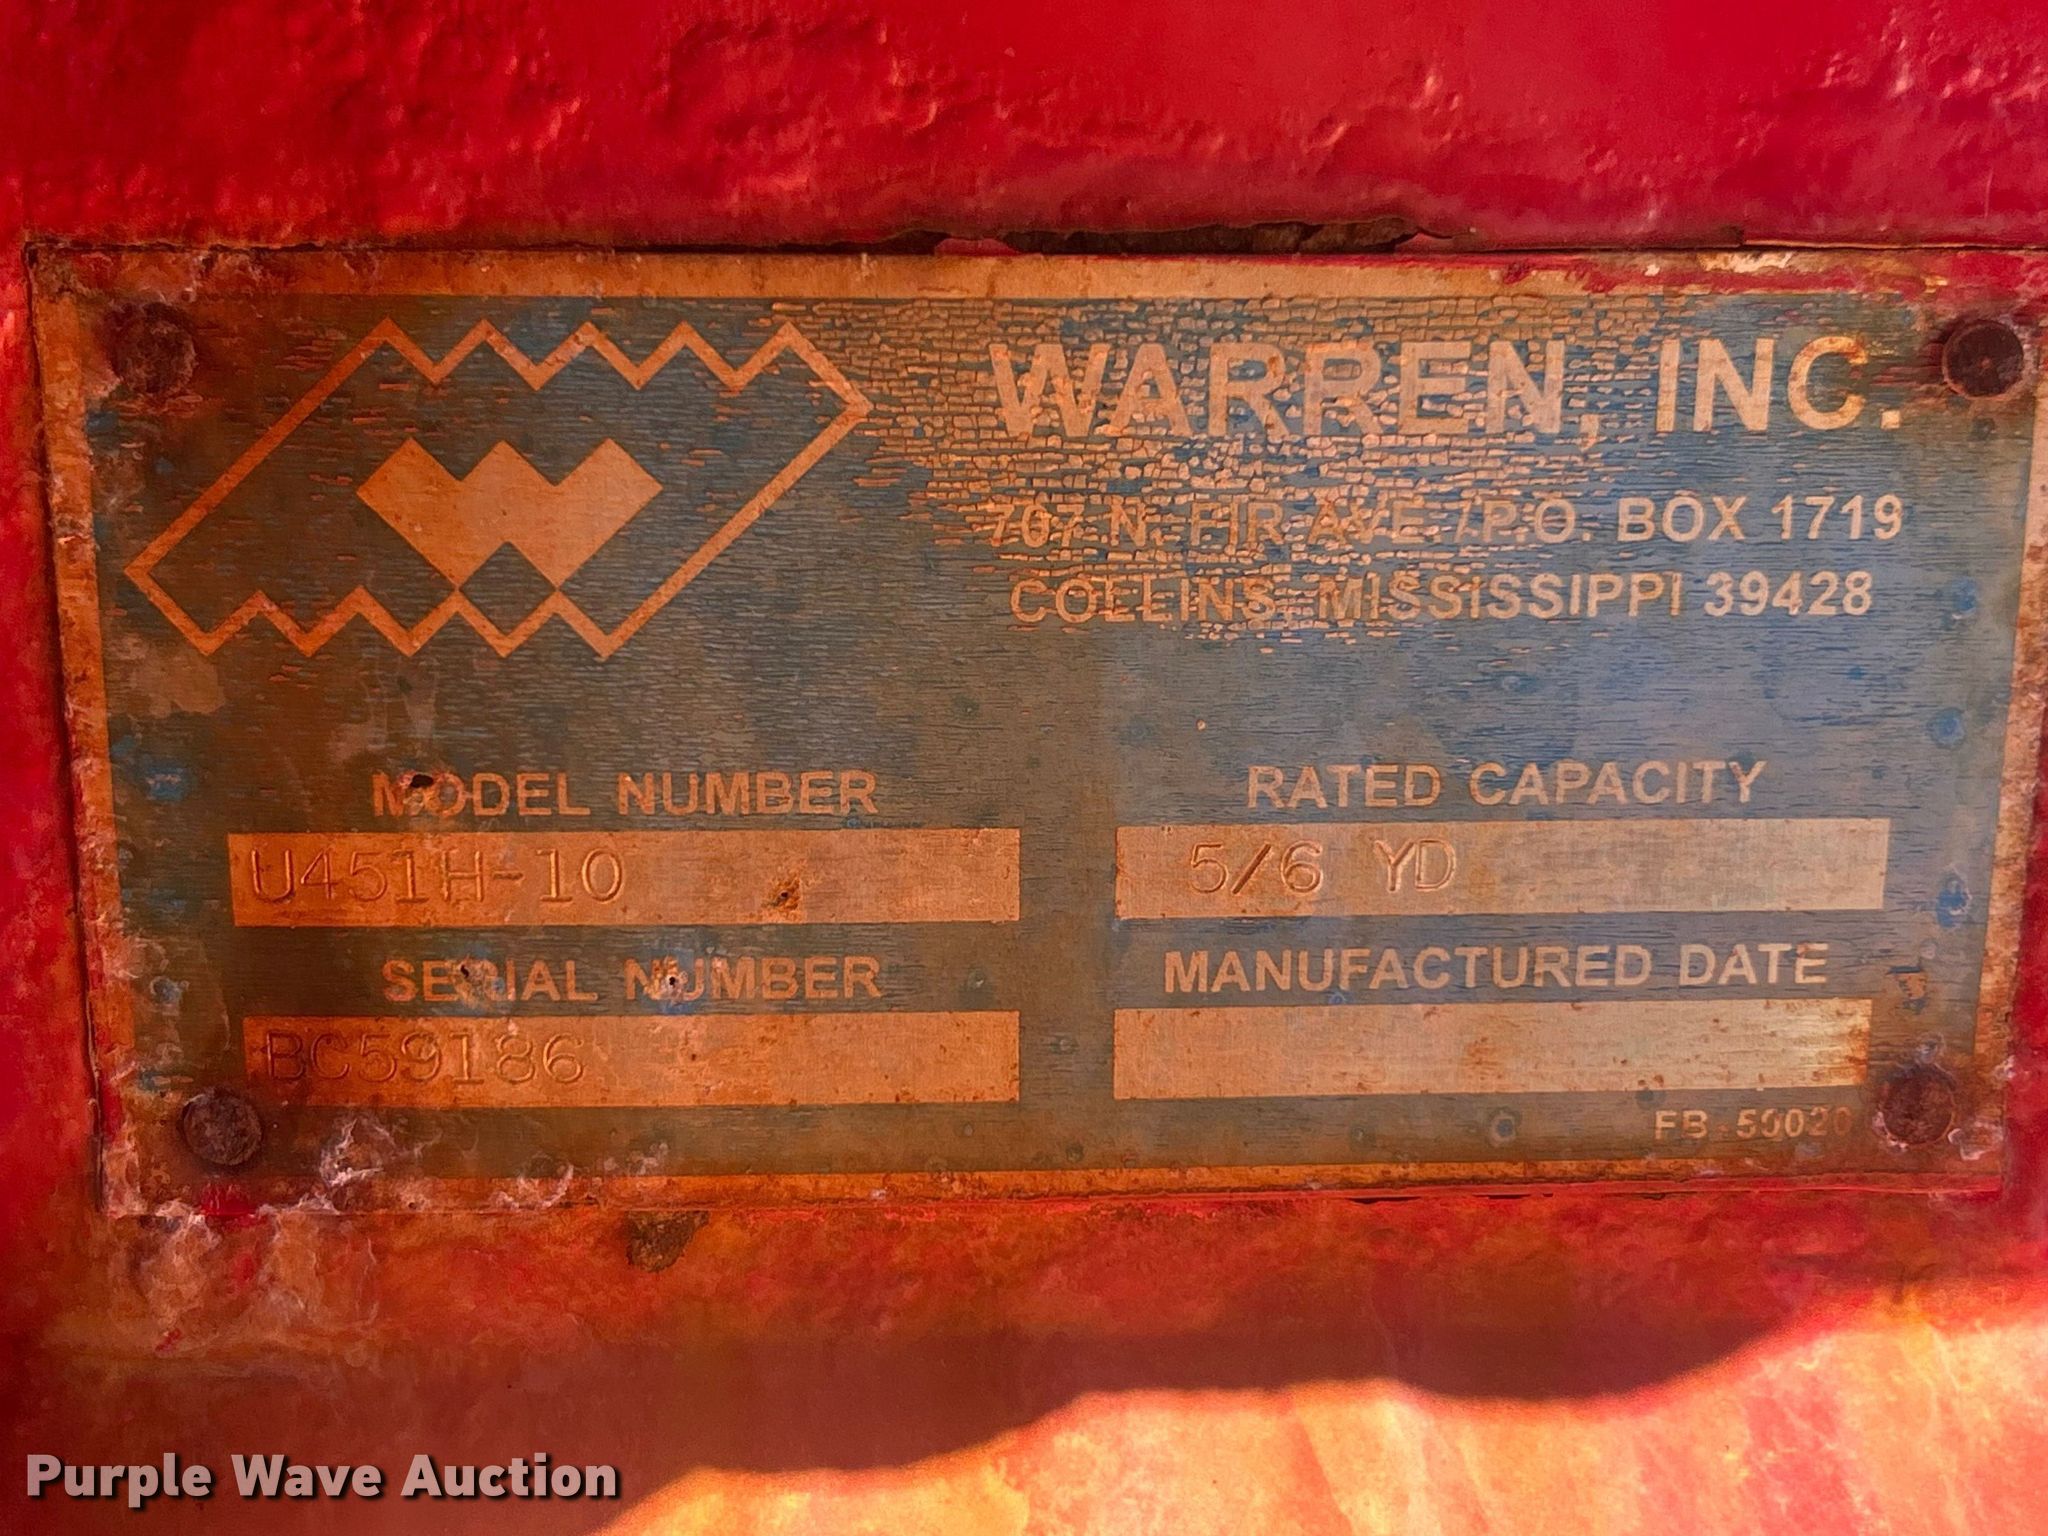 WARREN, INC.
707 N. FIR AVE./P.O. BOX 1719
COLLINS, MISSISSIPPI 39428
MODEL NUMBER
U451H-10
RATED CAPACITY
5/6 YD
SERIAL NUMBER
BC59186
MANUFACTURED DATE
FB-50020
Purple Wave Auction